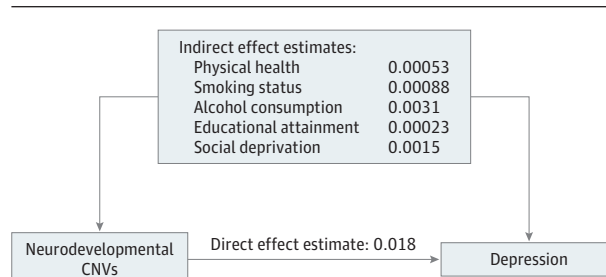 Indirect effect estimates:
Physical health 0.00053
Smoking status 0.00088
Alcohol consumption 0.0031
Educational attainment 0.00023
Social deprivation 0.0015
Neurodevelopmental
CNVs
Direct effect estimate: 0.018
Depression